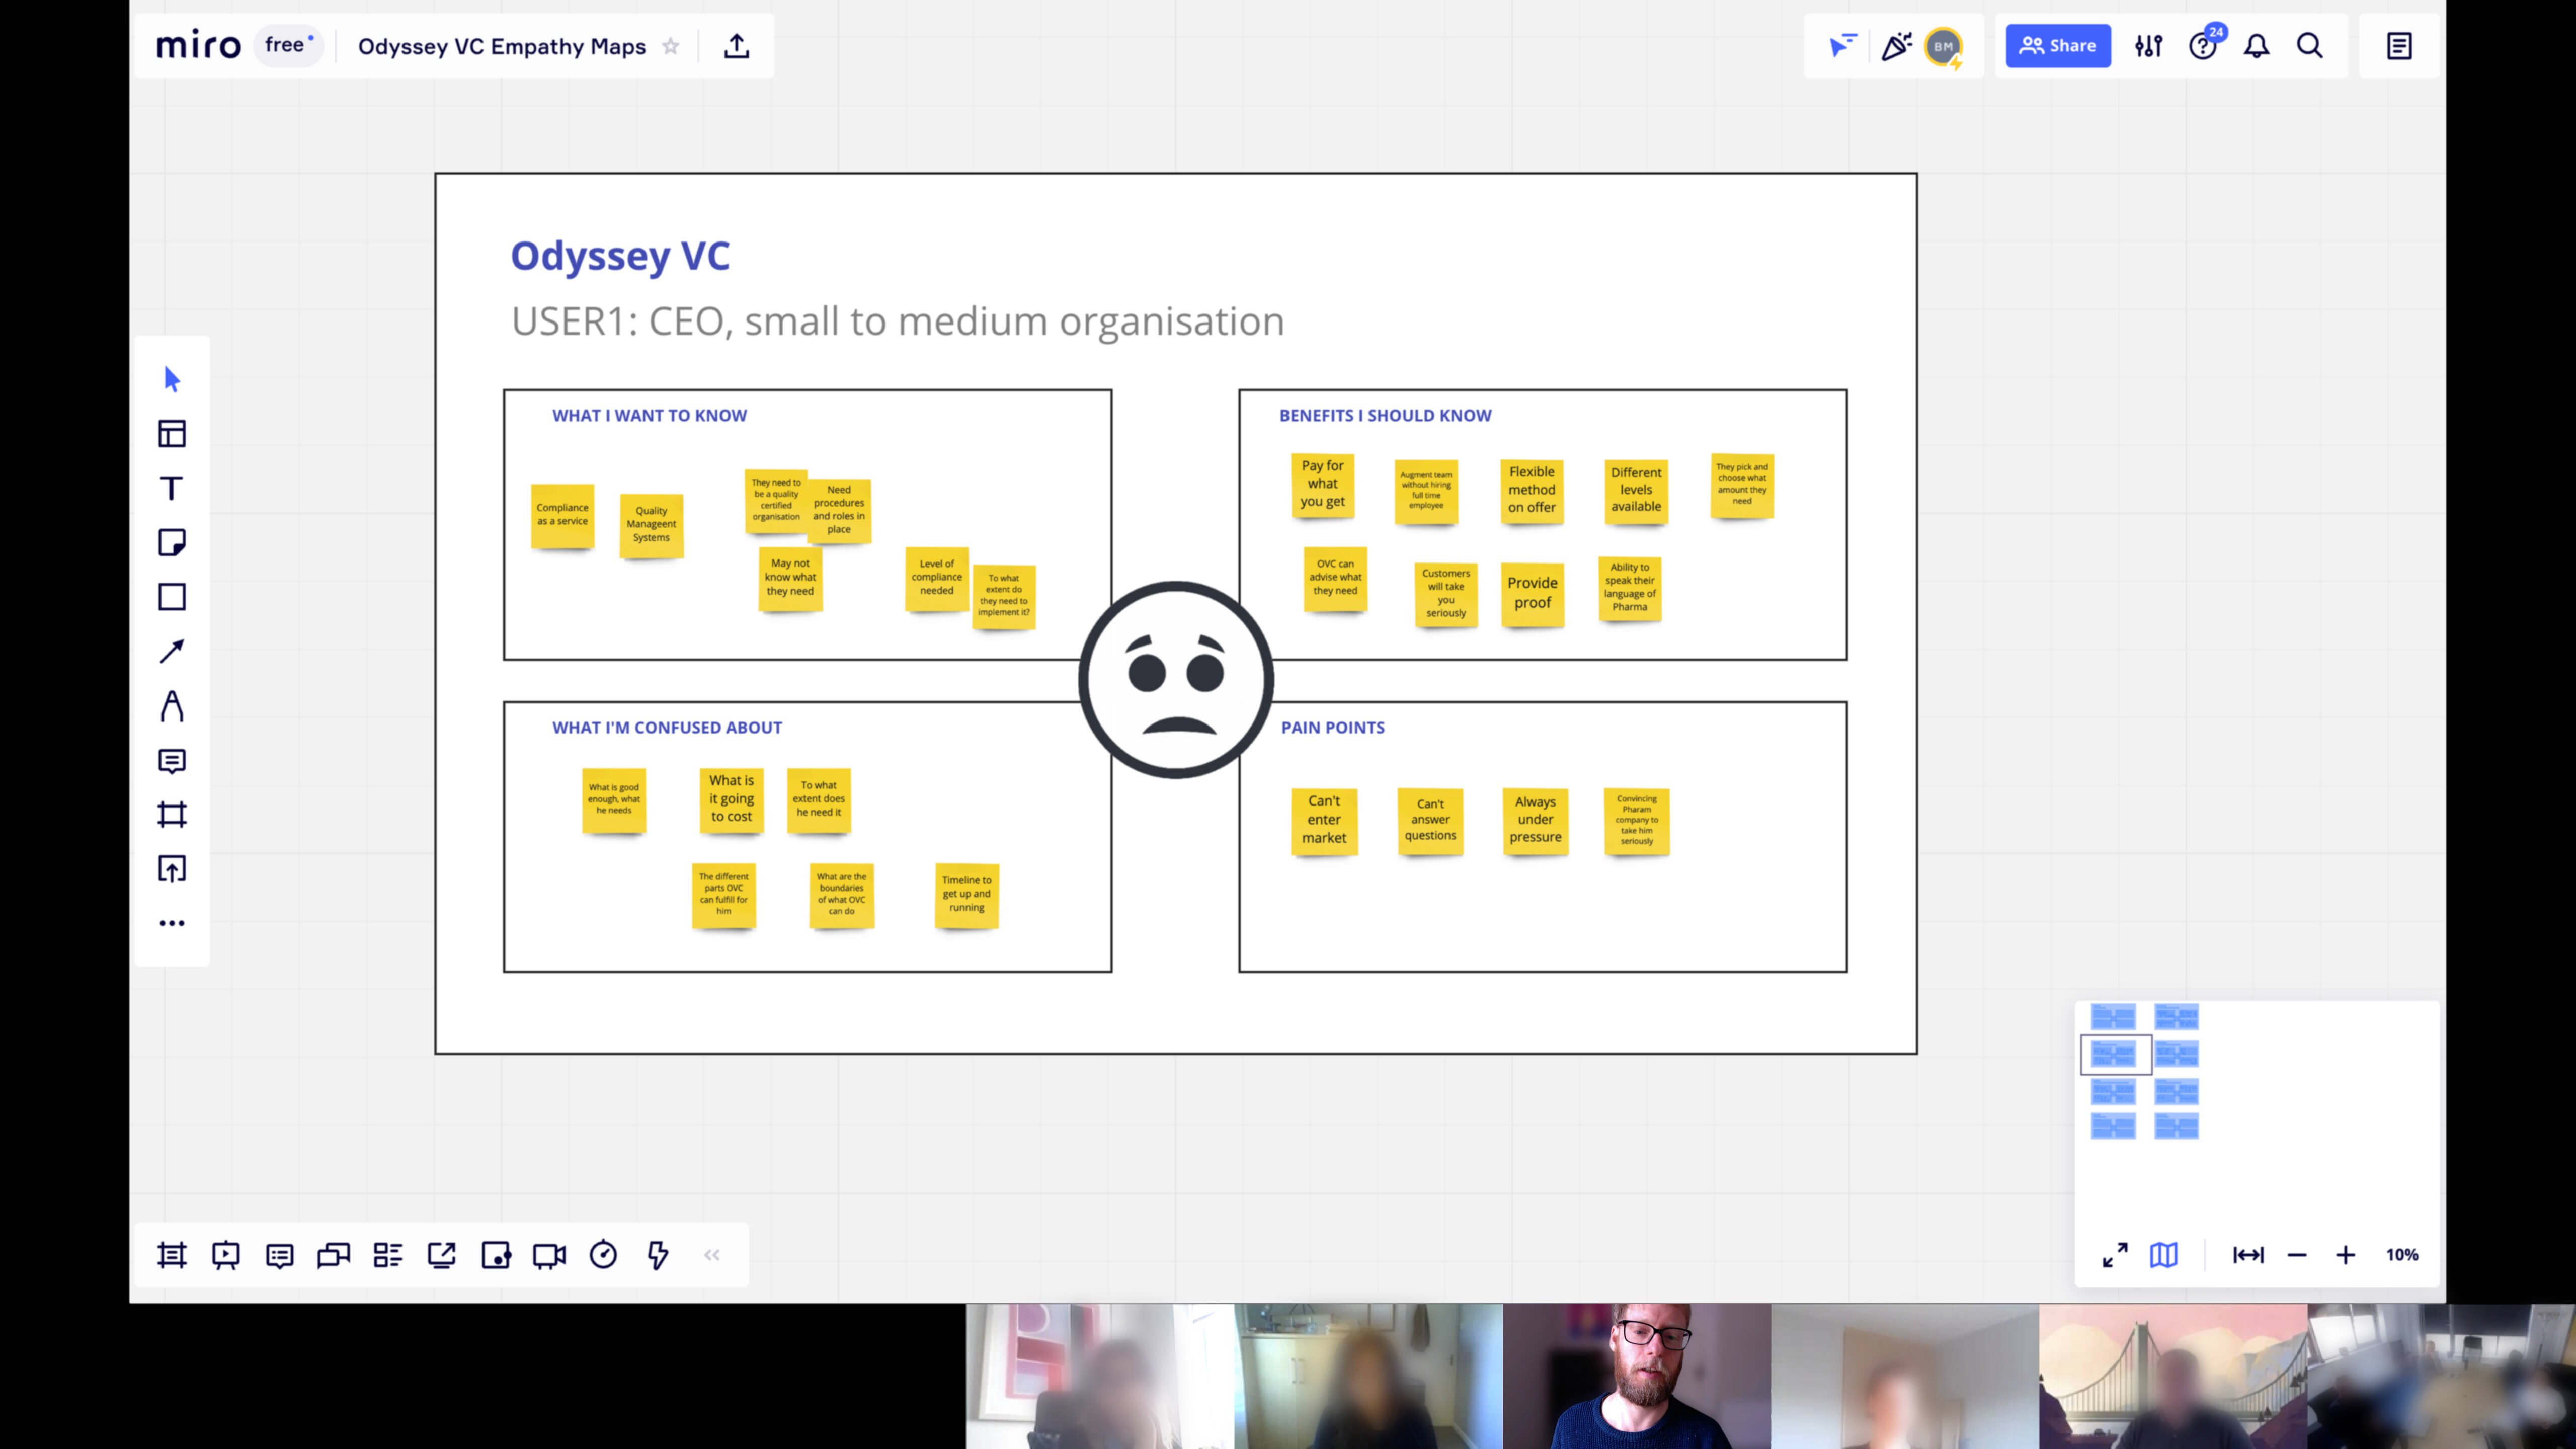 miro
free
Odyssey VC Empathy Maps
BM
Share
24
Odyssey VC
USER1: CEO, small to medium organisation
WHAT I WANT TO KNOW
Compliance
as a service
Quality
Manageent
Systems
They need to
be a quality
certified
organisation
Need
procedures
and roles in
place
May not
know what
they need
Level of
compliance
needed
To what
extent do
they need to
implement it?
BENEFITS I SHOULD KNOW
Pay for
what
you get
Augment team
without hiring
full time
employee
Flexible
method
on offer
Different
levels
available
They pick and
choose what
amount they
need
OVC can
advise what
they need
Customers
will take
you
seriously
Provide
proof
Ability to
speak their
language of
Pharma
WHAT I'M CONFUSED ABOUT
What is good
enough, what
he needs
What is
it going
to cost
To what
extent does
he need it
The different
parts OVC
can fulfill for
him
What are the
boundaries
of what OVC
can do
Timeline to
get up and
running
PAIN POINTS
Can't
enter
market
Can't
answer
questions
Always
under
pressure
Convincing
Pharam
company to
take him
seriously
10%